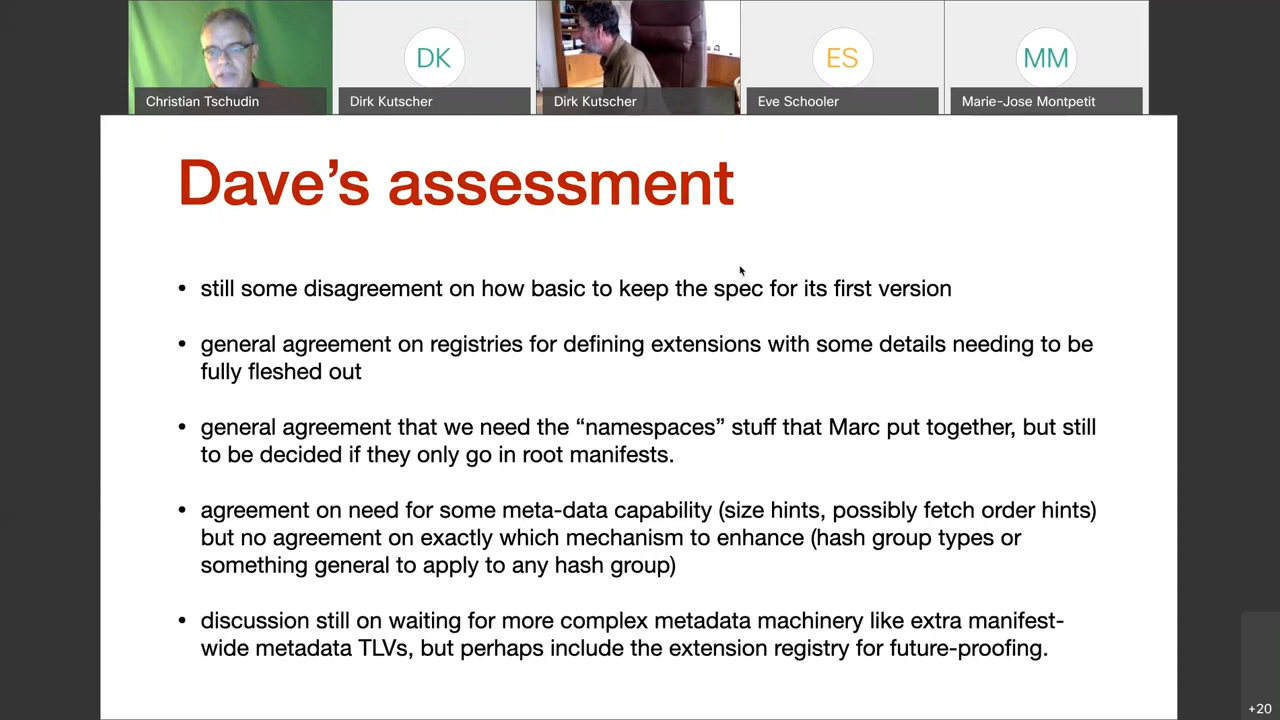 DK
ES
MM
Christian Tschudin
Dirk Kutscher
Dirk Kutscher
Eve Schooler
Marie-Jose Montpetit
Dave's assessment
• still some disagreement on how basic to keep the spec for its first version
• general agreement on registries for defining extensions with some details needing to be
fully fleshed out
• general agreement that we need the “namespaces” stuff that Marc put together, but still
to be decided if they only go in root manifests.
• agreement on need for some meta-data capability (size hints, possibly fetch order hints)
but no agreement on exactly which mechanism to enhance (hash group types or
something general to apply to any hash group)
• discussion still on waiting for more complex metadata machinery like extra manifest-
wide metadata TLVs, but perhaps include the extension registry for future-proofing.
+20